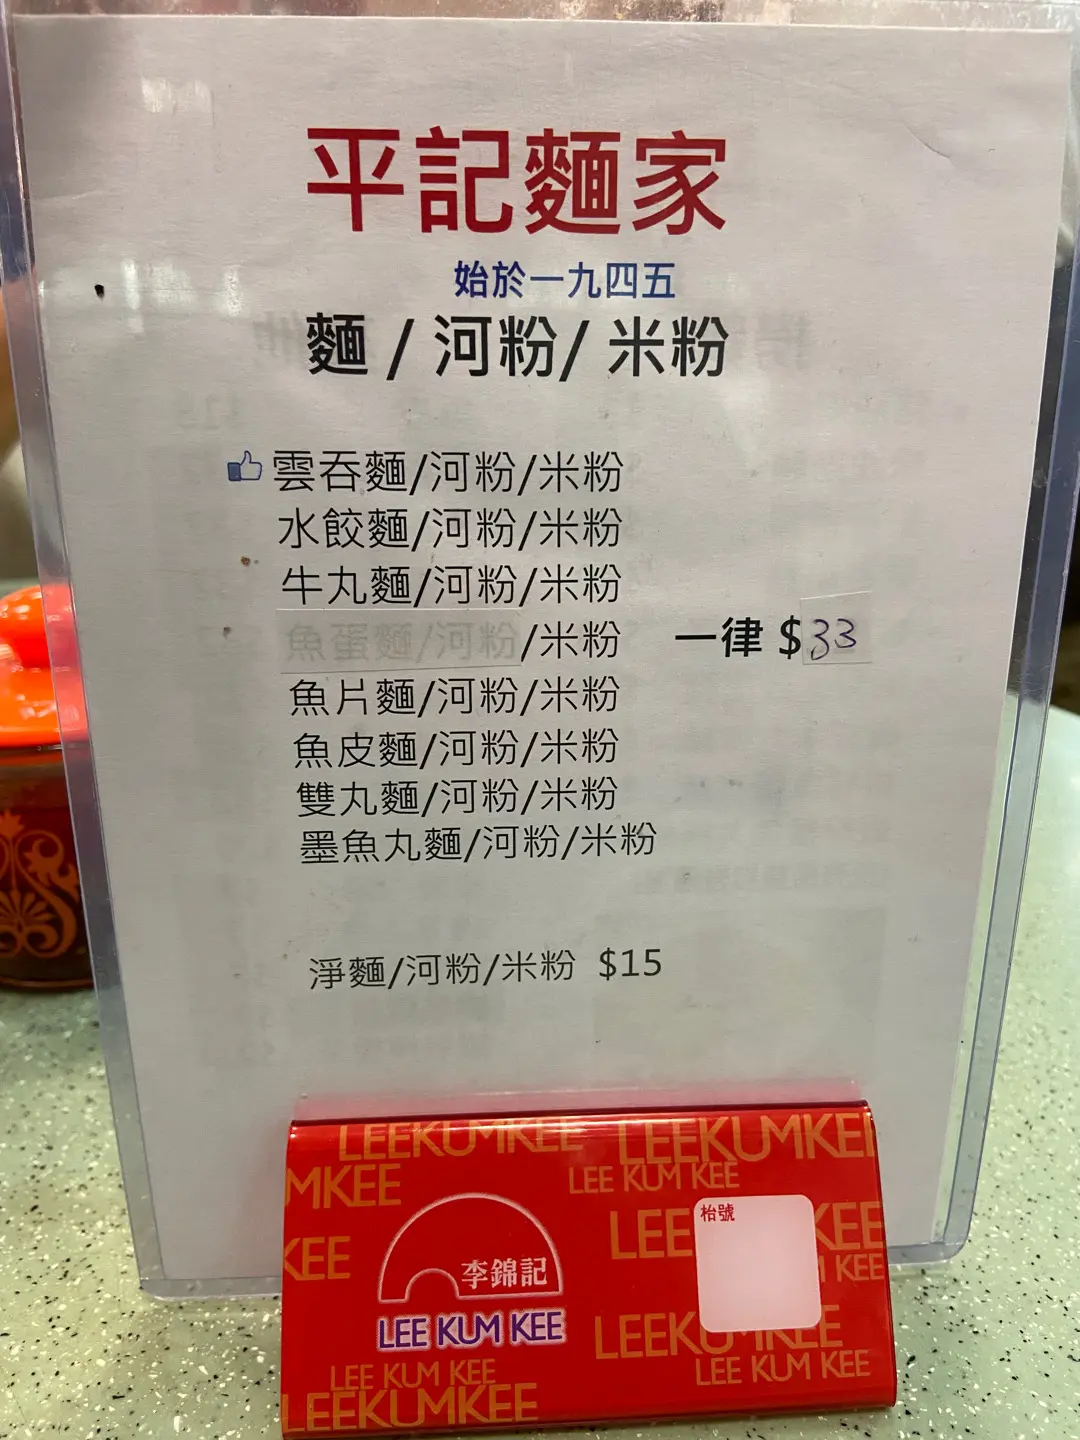 平記麵家
始於一九四五
麵 / 河粉/ 米粉
雲吞麵/河粉/米粉
水餃麵/河粉/米粉
牛丸麵/河粉/米粉
魚蛋麵/河粉/米粉 一律 $33
魚片麵/河粉/米粉
魚皮麵/河粉/米粉
雙丸麵/河粉/米粉
墨魚丸麵/河粉/米粉
淨麵/河粉/米粉 $15
LEEKUMKEE LEEKUMKEE
MKEE LEE KUM KEE
枱號
LEE KEE
KEE 李錦記 KEE
LEE KUM KEE LEEKUMKEE
LEE KUM KEE LEE KUM KEE
LEEKUMKEE